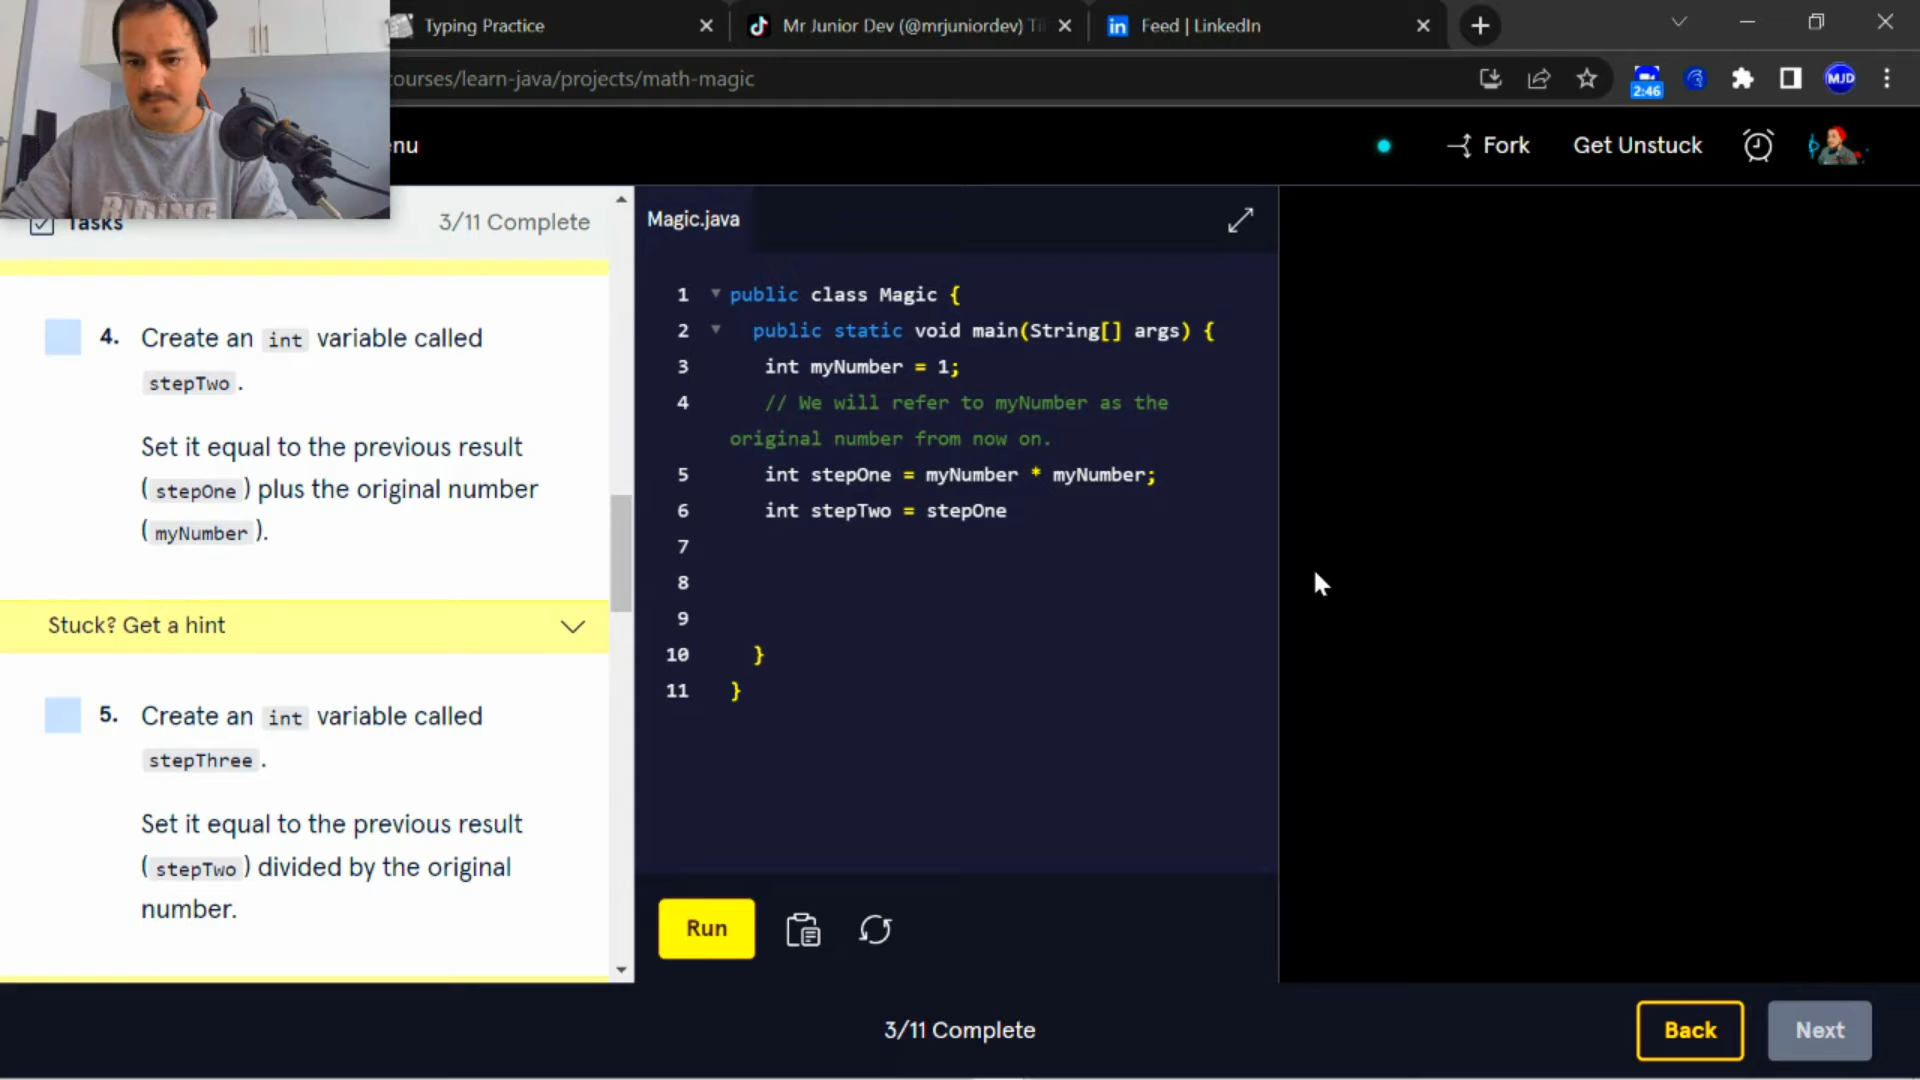 Typing Practice
Mr Junior Dev (@mrjuniordev) Ti
in Feed | LinkedIn
ourses/learn-java/projects/math-magic
2:46
MJD
nu
Fork
Get Unstuck
RIDING
Tasks
3/11 Complete
4. Create an int variable called
stepTwo.
Set it equal to the previous result
(stepOne) plus the original number
(myNumber).
Stuck? Get a hint
5. Create an int variable called
stepThree.
Set it equal to the previous result
(stepTwo) divided by the original
number.
Magic.java
1 public class Magic {
2 public static void main(String[] args) {
3 int myNumber = 1;
4 // We will refer to myNumber as the
original number from now on.
5 int stepOne = myNumber * myNumber;
6 int stepTwo = stepOne
7
8
9
10 }
11 }
Run
3/11 Complete
Back
Next